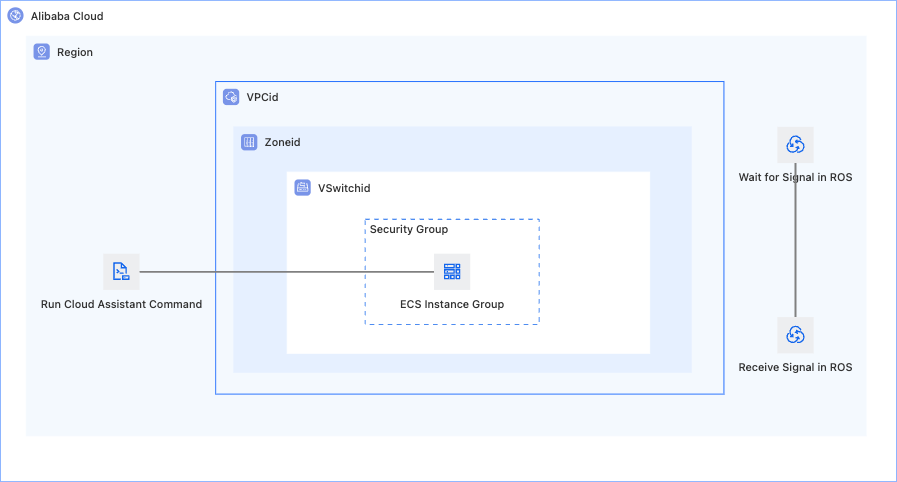 Alibaba Cloud
Region
VPCid
Zoneid
VSwitchid
Security Group
ECS Instance Group
Run Cloud Assistant Command
Wait for Signal in ROS
Receive Signal in ROS